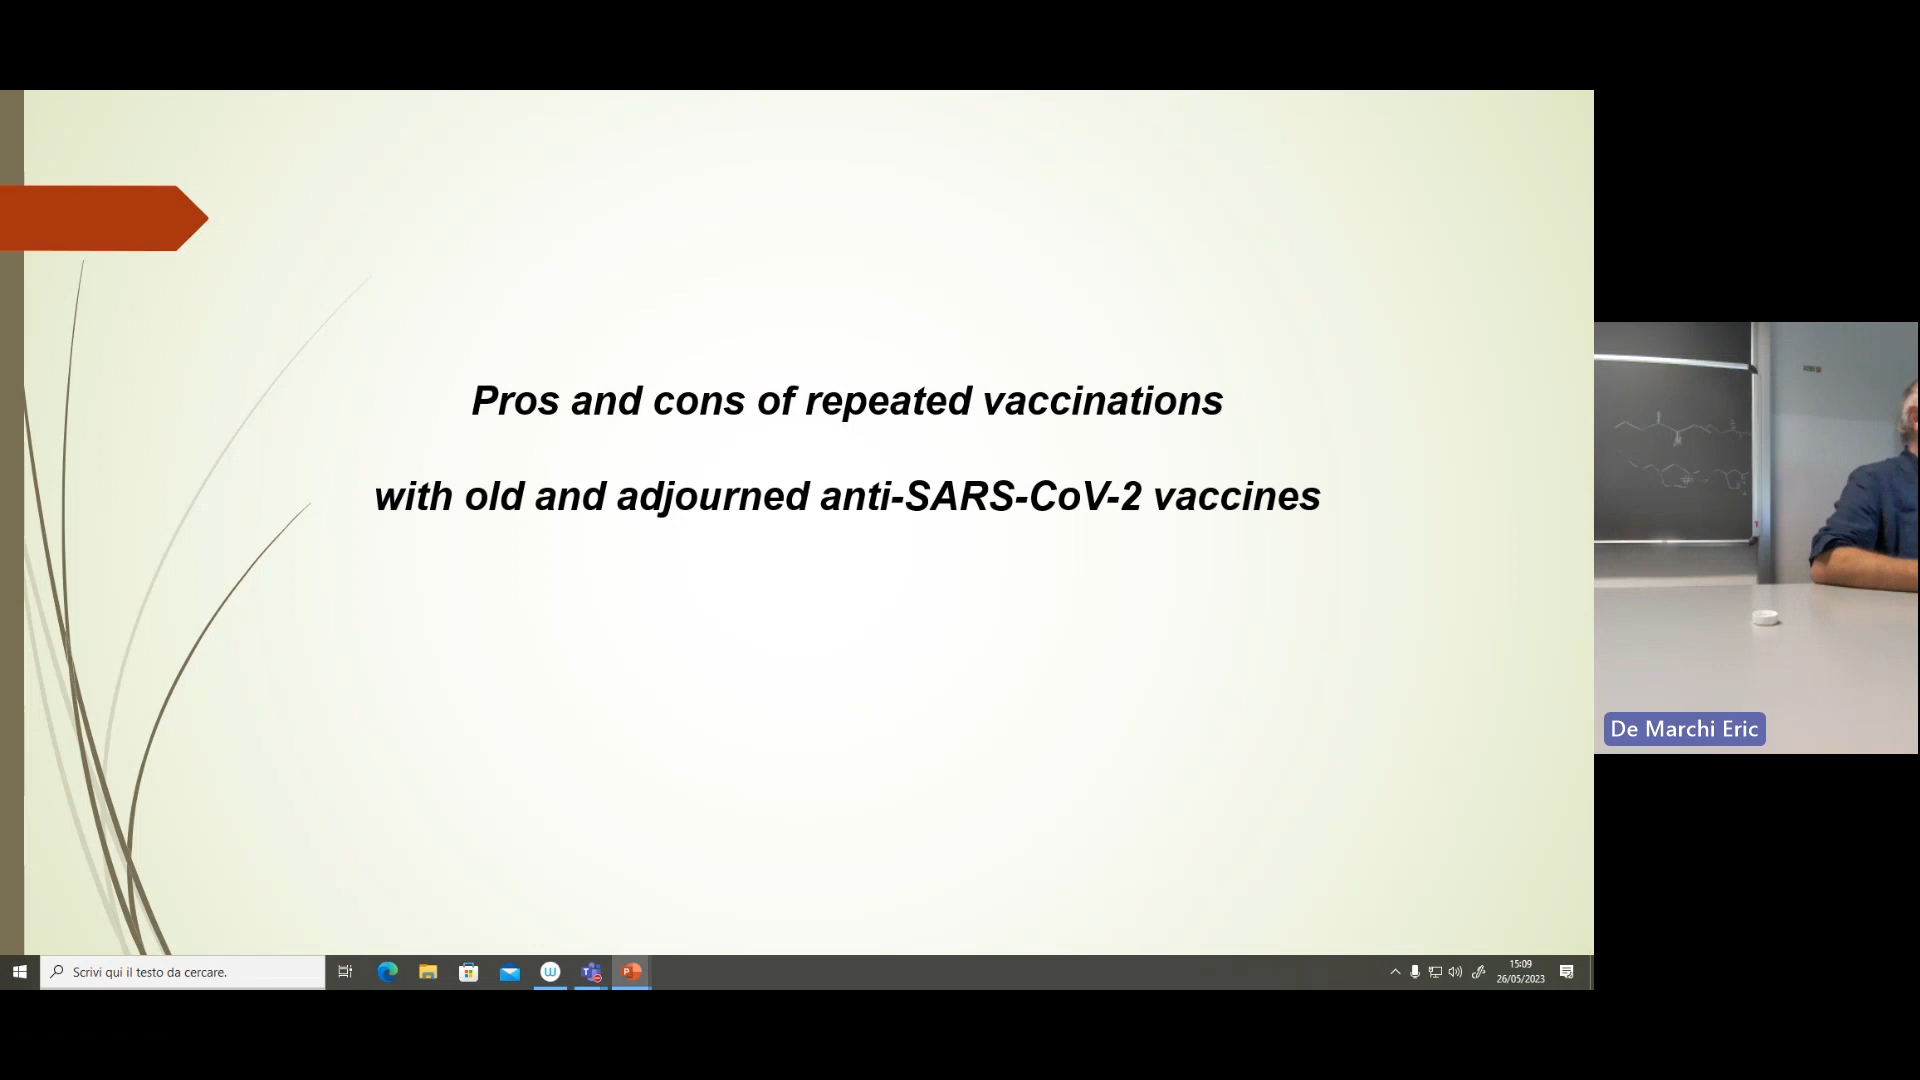 Pros and cons of repeated vaccinations
with old and adjourned anti-SARS-CoV-2 vaccines
De Marchi Eric
Scrivi qui il testo da cercare.
15:09
26/05/2023